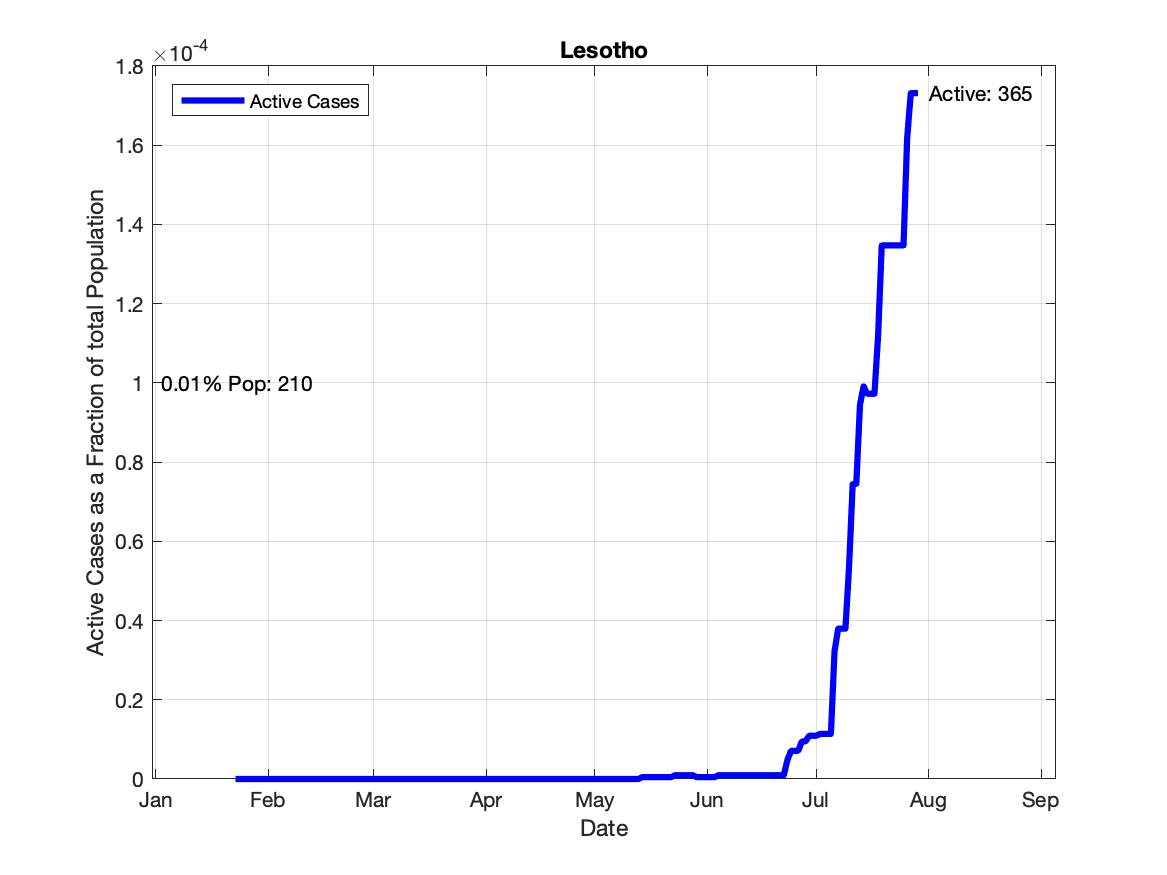 Lesotho
×10-4
Active Cases
Active: 365
1.8
1.6
1.4
1.2
1
0.01% Pop: 210
0.8
0.6
0.4
0.2
0
Active Cases as a Fraction of total Population
Jan Feb Mar Apr May Jun Jul Aug Sep
Date